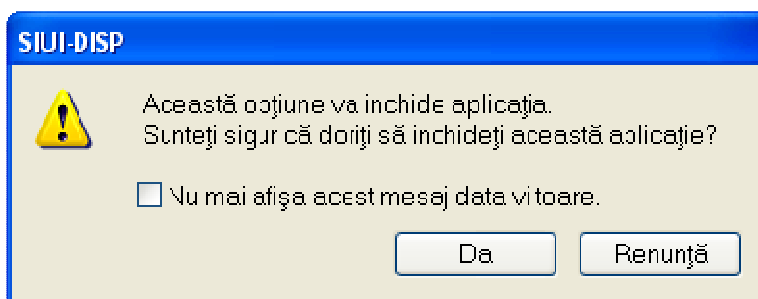 SIUI-DISP
Această opțiune va inchide aplicația.
Sunteți sigur că doriți să inchideți această aplicație?
Nu mai afișa acest mesaj data viitoare.
Da
Renunță